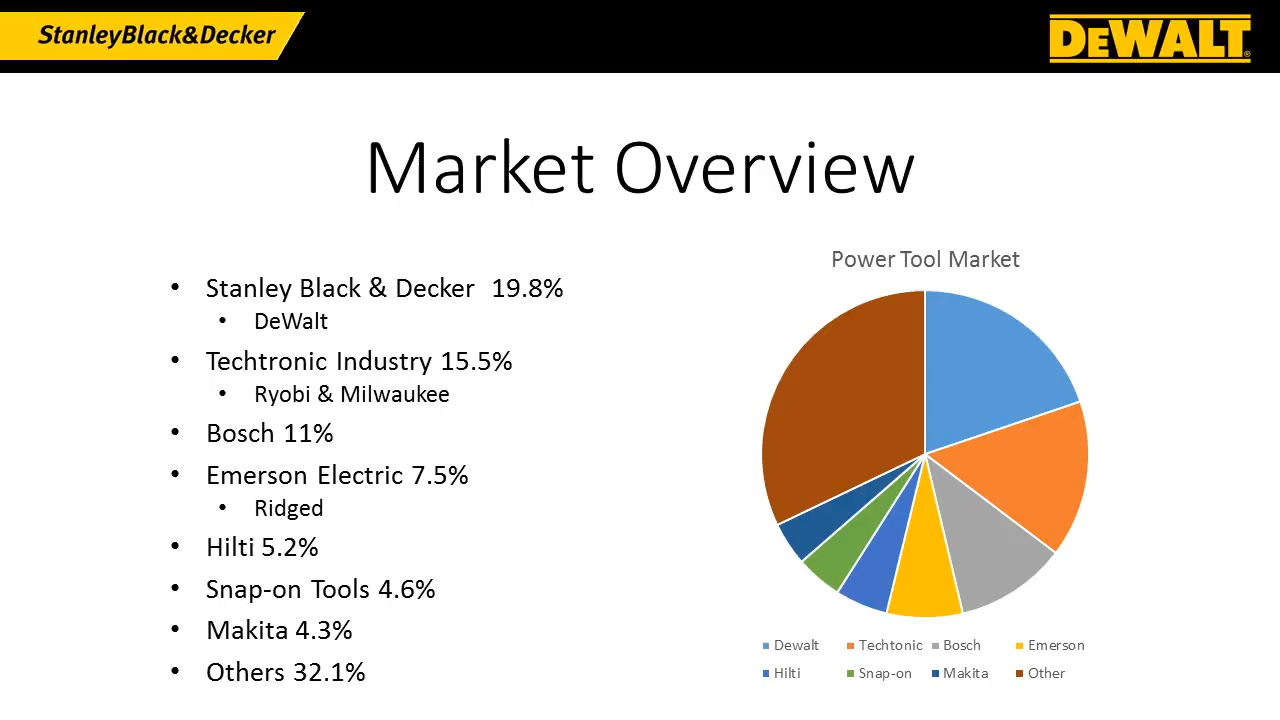 StanleyBlack&Decker
DEWALT®
Market Overview
• Stanley Black & Decker 19.8%
• DeWalt
• Techtronic Industry 15.5%
• Ryobi & Milwaukee
• Bosch 11%
• Emerson Electric 7.5%
• Ridged
• Hilti 5.2%
• Snap-on Tools 4.6%
• Makita 4.3%
• Others 32.1%
Power Tool Market
Dewalt Techtonic Bosch Emerson
Hilti Snap-on Makita Other